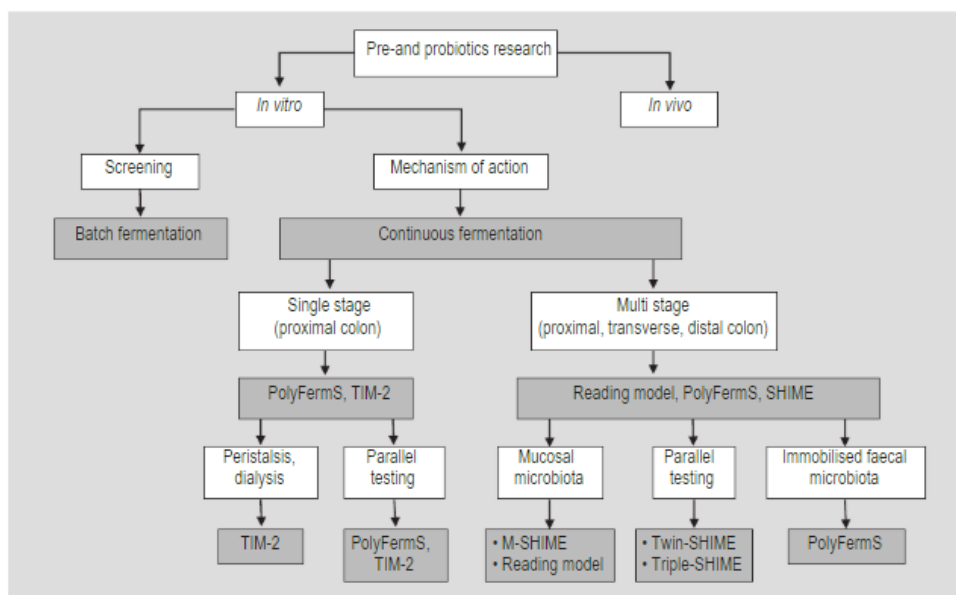 Pre-and probiotics research
In vitro
In vivo
Screening
Mechanism of action
Batch fermentation
Continuous fermentation
Single stage
(proximal colon)
Multi stage
(proximal, transverse, distal colon)
PolyFermS, TIM-2
Reading model, PolyFermS, SHIME
Peristalsis,
dialysis
Parallel
testing
Mucosal
microbiota
Parallel
testing
Immobilised faecal
microbiota
TIM-2
PolyFermS,
TIM-2
• M-SHIME
• Reading model
• Twin-SHIME
• Triple-SHIME
PolyFermS